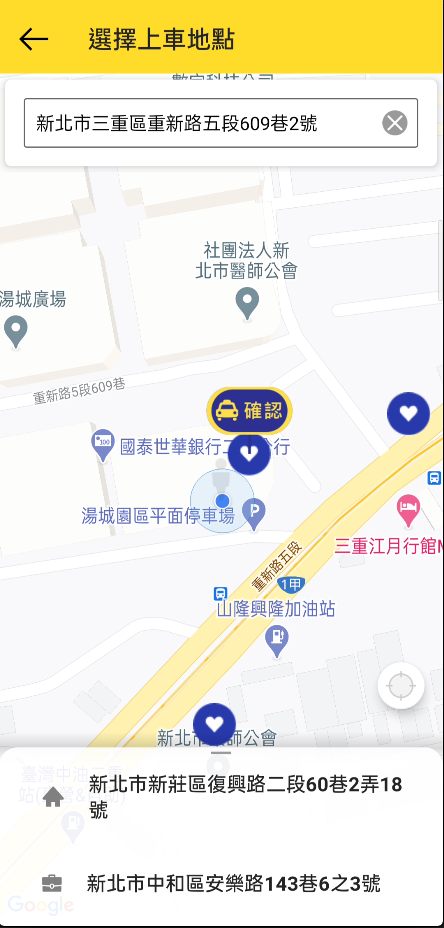 選擇上車地點
新北市三重區重新路五段609巷2號
社團法人新
北市醫師公會
湯城廣場
重新路5段609巷
確認
國泰世華銀行二
分行
湯城園區平面停車場
P
三重江月行館
重新路五段
1甲
山隆興隆加油站
新北
師公會
新北市新莊區復興路二段60巷2弄18
號
新北市中和區安樂路143巷6之3號
Google